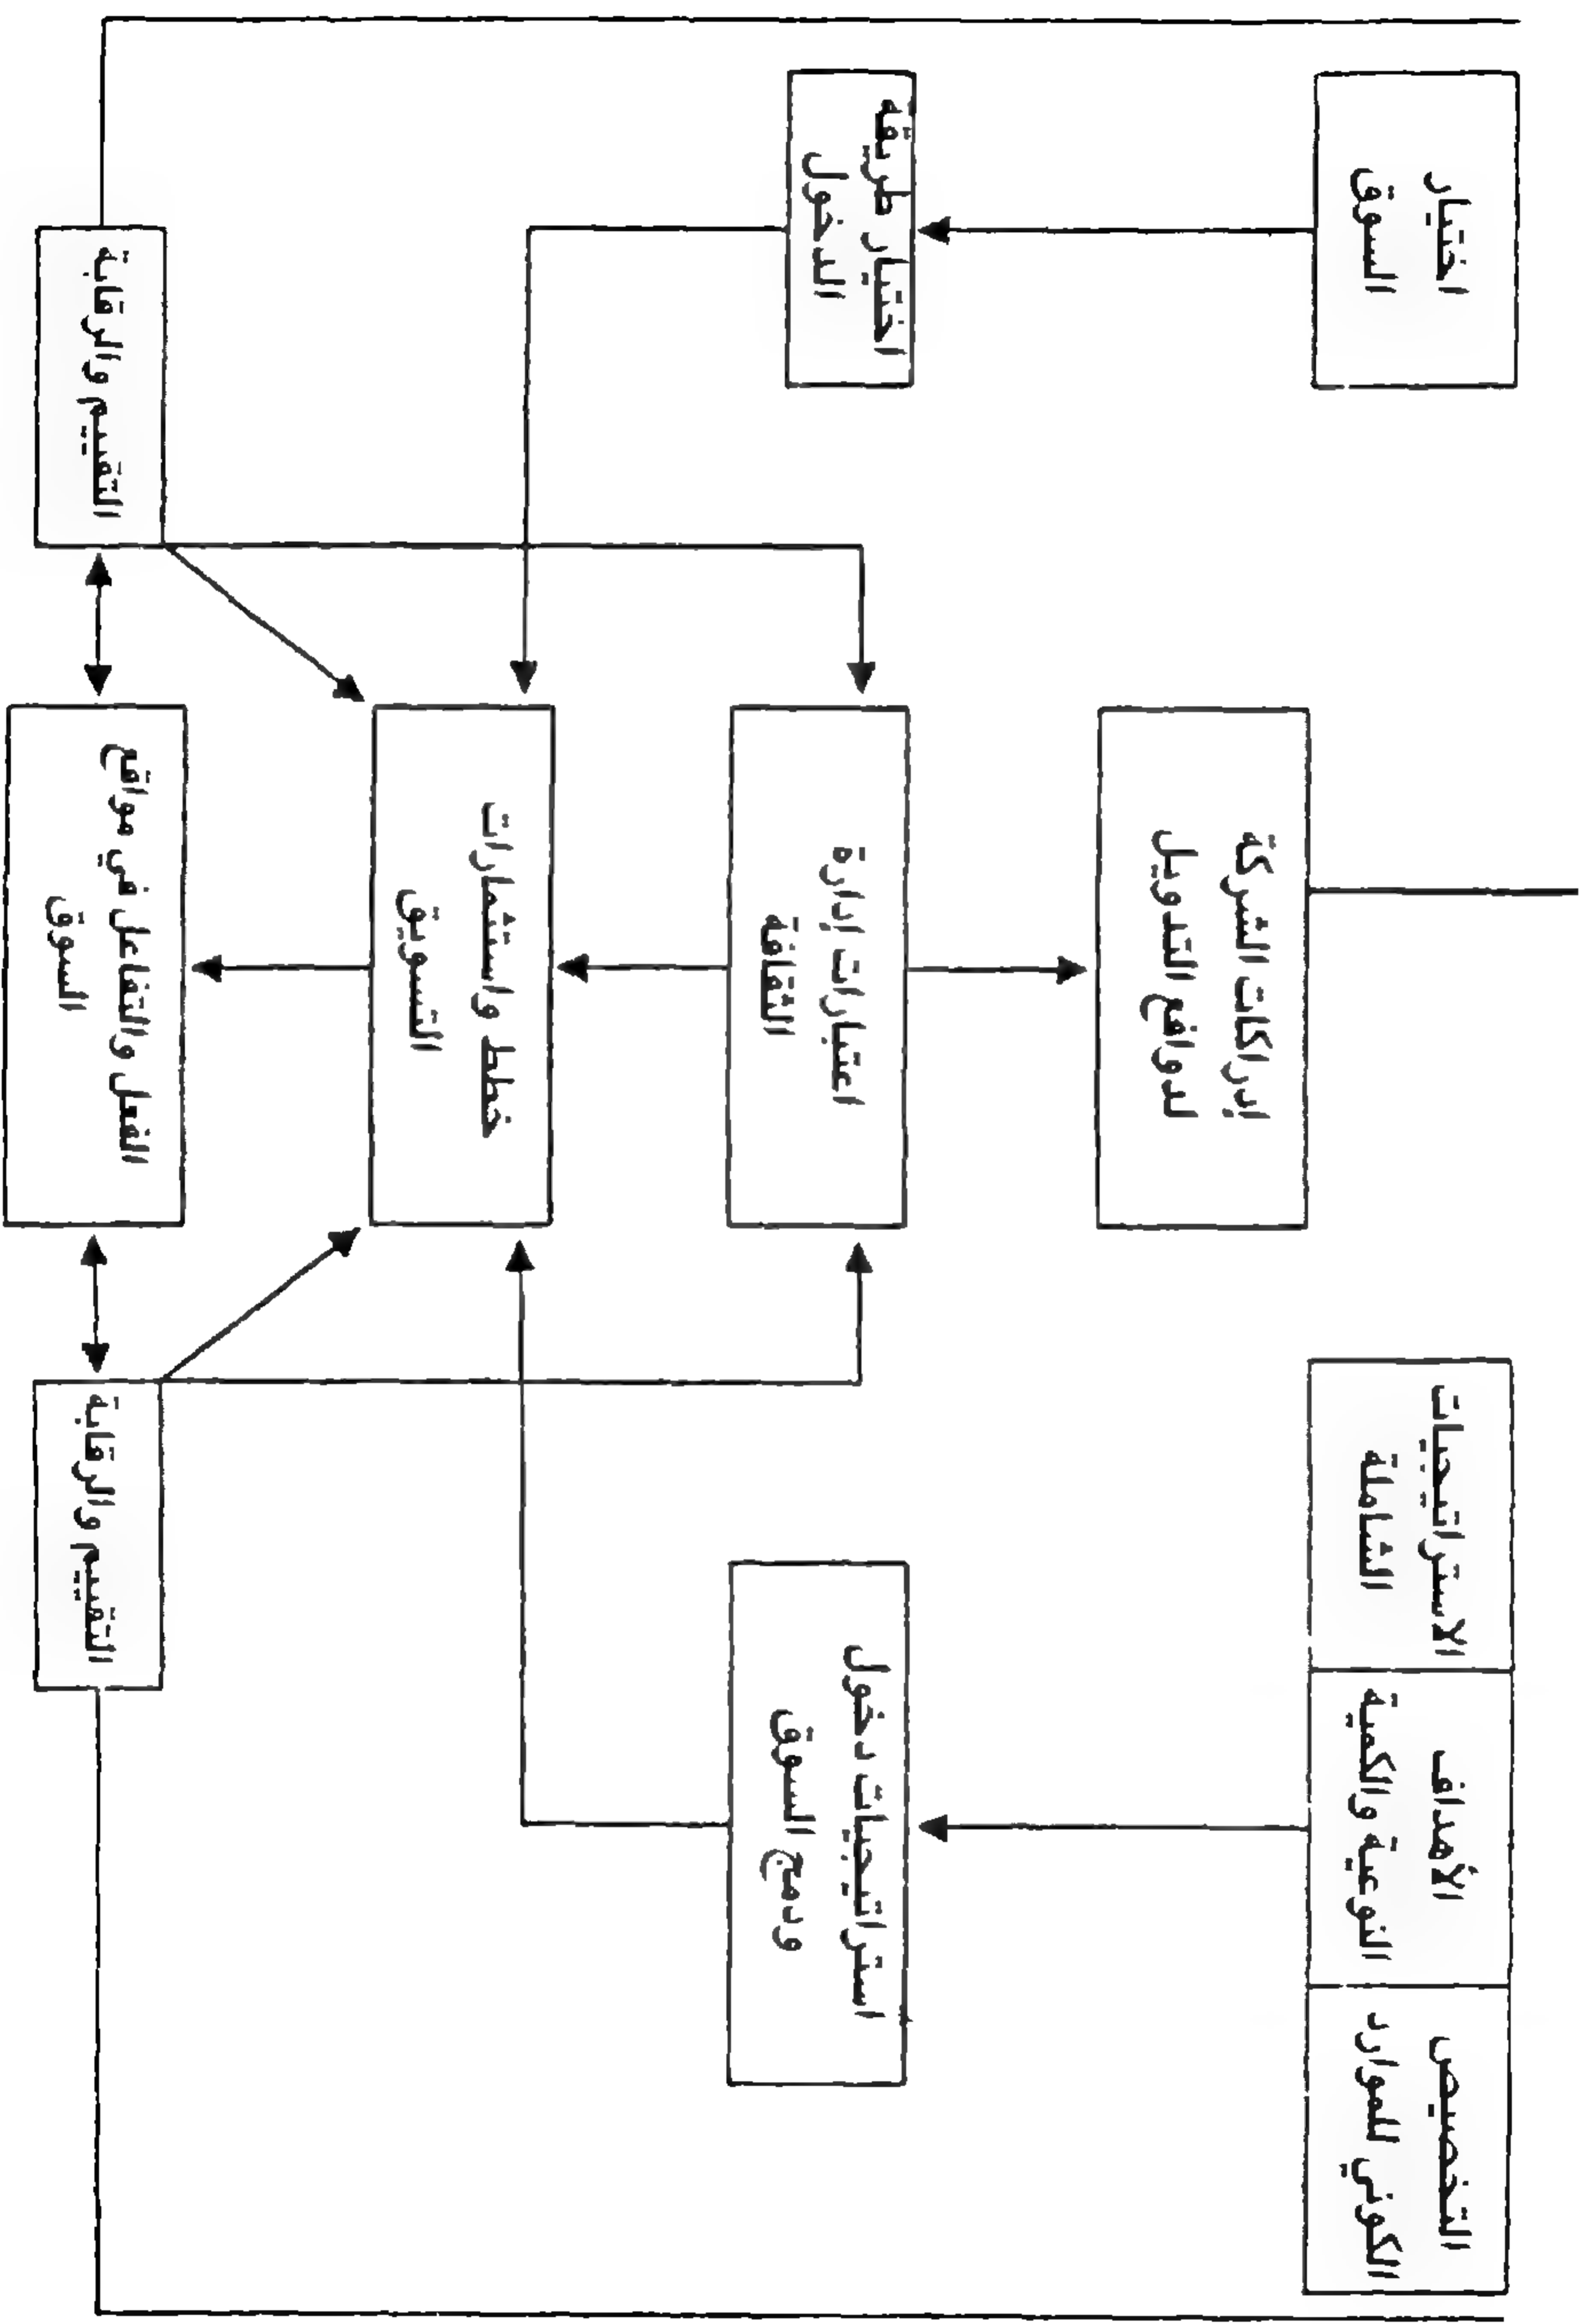 التخصيص
الكوني للموارد
الأهداف
النوعية والكمية
الاستراتيجيات
الشاملة
اختيار
السوق
إدراكات الشركة
لدوافع التدويل
استراتيجيات دخول
ودمج السوق
اعتبارات إدارة
الثقافة
اختيار طريقة
الدخول
خطط واستثمارات
التسويق
التقييم والرقابة
الفعل والتفاعل في مواقع
السوق
التقييم والرقابة